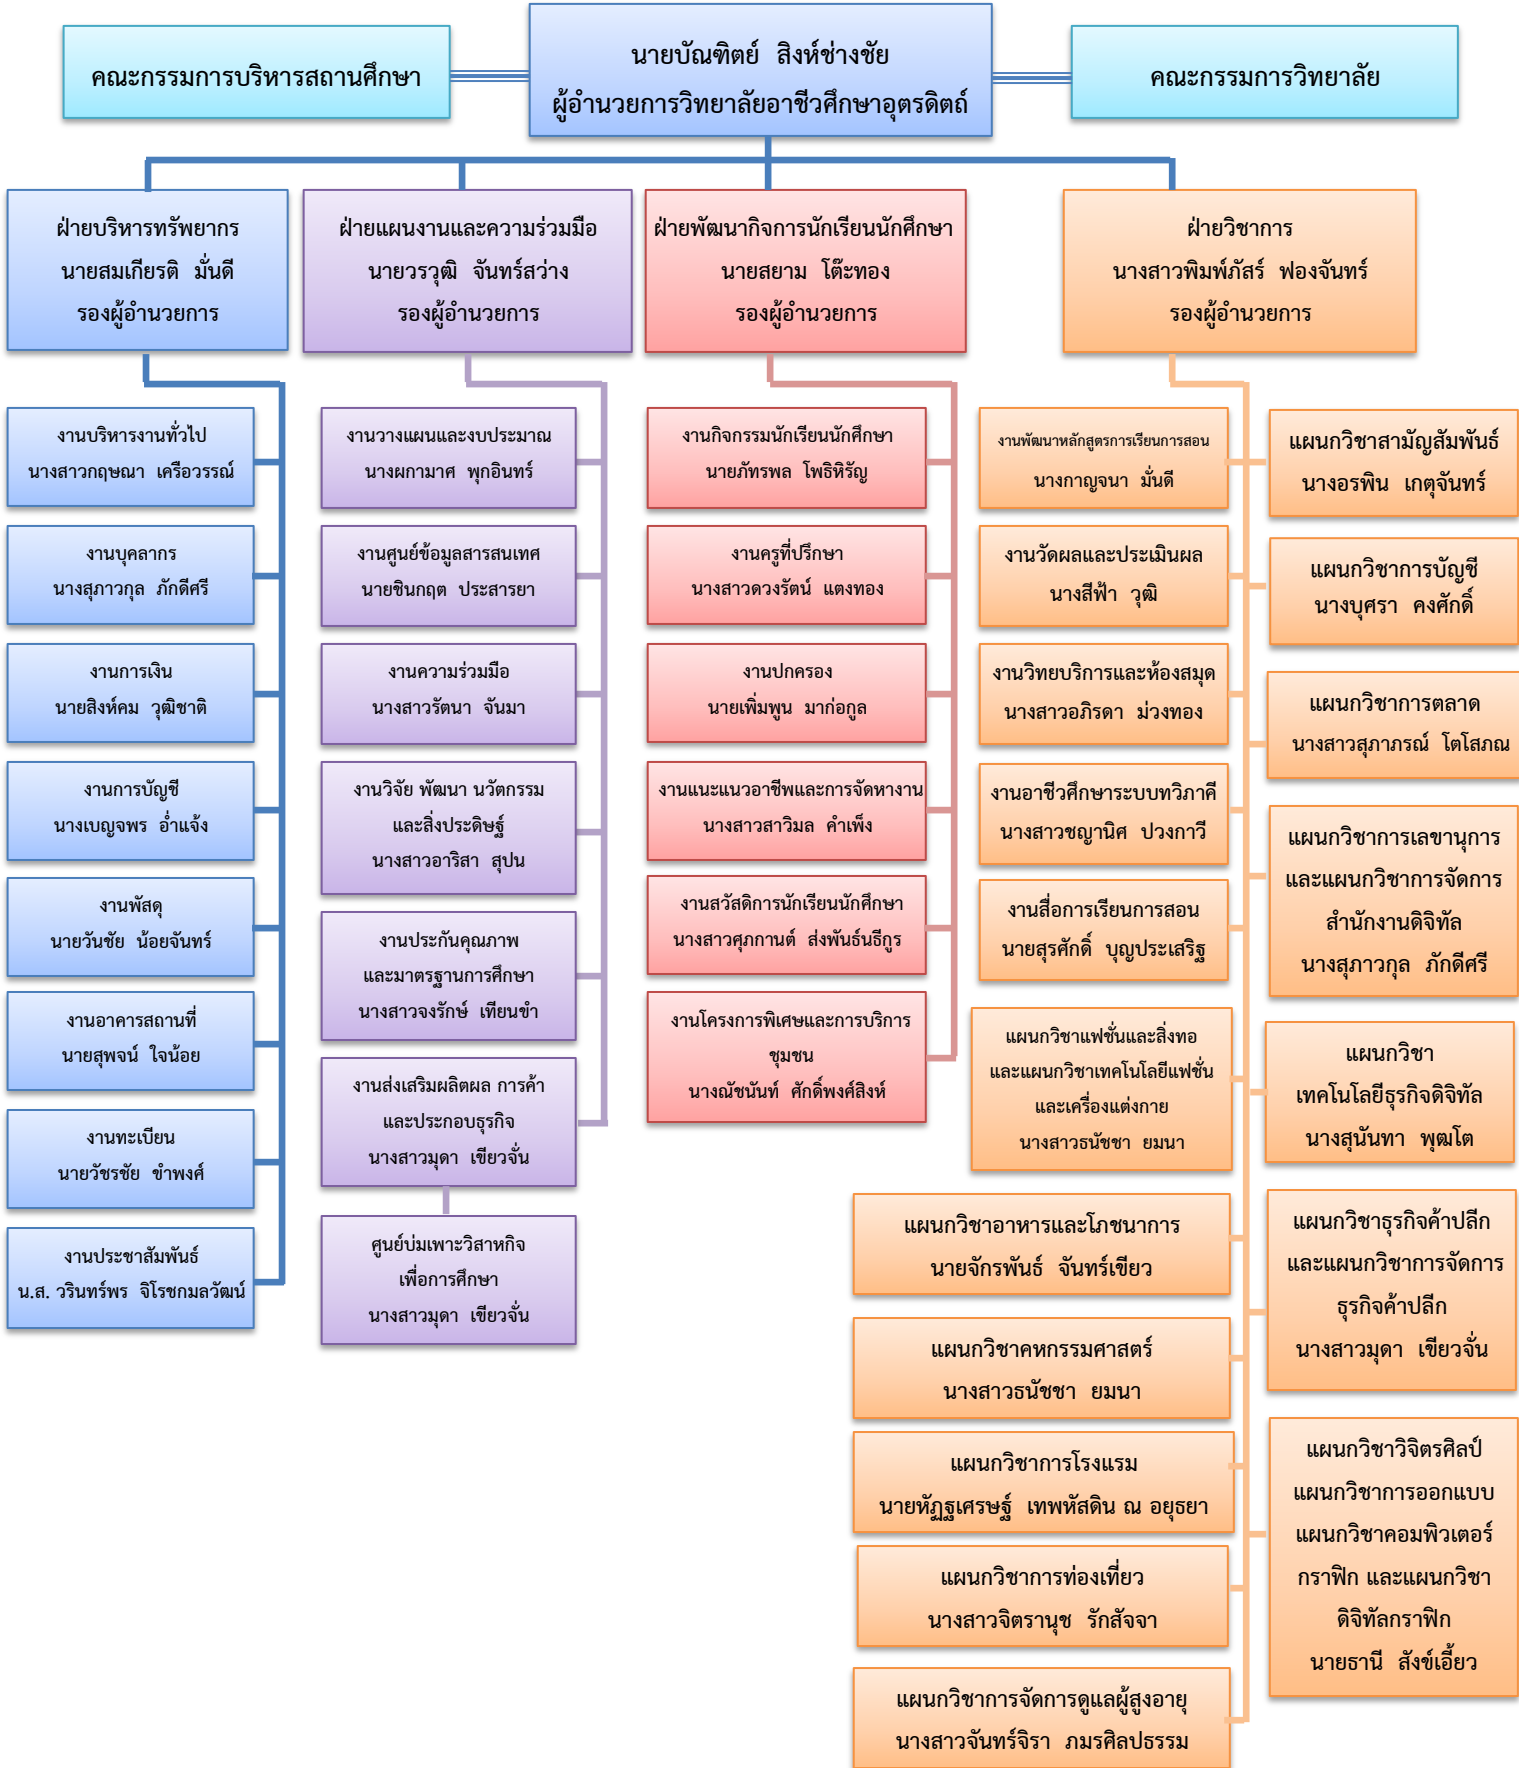 คณะกรรมการบริหารสถานศึกษา
นายบัณฑิตย์ สิงห์ช่างชัย
ผู้อำนวยการวิทยาลัยอาชีวศึกษาอุตรดิตถ์
คณะกรรมการวิทยาลัย
ฝ่ายบริหารทรัพยากร
นายสมเกียรติ มั่นดี
รองผู้อำนวยการ
ฝ่ายแผนงานและความร่วมมือ
นายวรวุฒิ จันทร์สว่าง
รองผู้อำนวยการ
ฝ่ายพัฒนากิจการนักเรียนนักศึกษา
นายสยาม โต๊ะทอง
รองผู้อำนวยการ
ฝ่ายวิชาการ
นางสาวพิมพ์ภัสร์ ฟองจันทร์
รองผู้อำนวยการ
งานบริหารงานทั่วไป
นางสาวกฤษณา เครือวรรณ์
งานบุคลากร
นางสุภาวกุล ภักดีศรี
งานการเงิน
นายสิงห์คม วุฒิชาติ
งานการบัญชี
นางเบญจพร อ่ำแจ้ง
งานพัสดุ
นายวันชัย น้อยจันทร์
งานอาคารสถานที่
นายสุพจน์ ใจน้อย
งานทะเบียน
นายวัชรชัย ขำพงศ์
งานประชาสัมพันธ์
น.ส. วรินทร์พร จิโรชกมลวัฒน์
งานวางแผนและงบประมาณ
นางผกามาศ พุกอินทร์
งานศูนย์ข้อมูลสารสนเทศ
นายชินกฤต ประสารยา
งานความร่วมมือ
นางสาวรัตนา จันมา
งานวิจัย พัฒนา นวัตกรรม
และสิ่งประดิษฐ์
นางสาวอาริสา สุปน
งานประกันคุณภาพ
และมาตรฐานการศึกษา
นางสาวจงรักษ์ เทียนขำ
งานส่งเสริมผลิตผล การค้า
และประกอบธุรกิจ
นางสาวมุดา เขียวจั่น
ศูนย์บ่มเพาะวิสาหกิจ
เพื่อการศึกษา
นางสาวมุดา เขียวจั่น
งานกิจกรรมนักเรียนนักศึกษา
นายภัทรพล โพธิหิรัญ
งานครูที่ปรึกษา
นางสาวดวงรัตน์ แตงทอง
งานปกครอง
นายเพิ่มพูน มาก่อกูล
งานแนะแนวอาชีพและการจัดหางาน
นางสาวสาวิมล คำเพ็ง
งานสวัสดิการนักเรียนนักศึกษา
นางสาวศุภกานต์ ส่งพันธ์นธีกูร
งานโครงการพิเศษและการบริการ
ชุมชน
นางณัชนันท์ ศักดิ์พงศ์สิงห์
งานพัฒนาหลักสูตรการเรียนการสอน
นางกาญจนา มั่นดี
งานวัดผลและประเมินผล
นางสีฟ้า วุฒิ
งานวิทยบริการและห้องสมุด
นางสาวอภิรดา ม่วงทอง
งานอาชีวศึกษาระบบทวิภาคี
นางสาวชญานิศ ปวงกาวี
งานสื่อการเรียนการสอน
นายสุรศักดิ์ บุญประเสริฐ
แผนกวิชาแฟชั่นและสิ่งทอ
และแผนกวิชาเทคโนโลยีแฟชั่น
และเครื่องแต่งกาย
นางสาวธนัชชา ยมนา
แผนกวิชาอาหารและโภชนาการ
นายจักรพันธ์ จันทร์เขียว
แผนกวิชาคหกรรมศาสตร์
นางสาวธนัชชา ยมนา
แผนกวิชาการโรงแรม
นายหัฏฐเศรษฐ์ เทพหัสดิน ณ อยุธยา
แผนกวิชาการท่องเที่ยว
นางสาวจิตรานุช รักสัจจา
แผนกวิชาการจัดการดูแลผู้สูงอายุ
นางสาวจันทร์จิรา ภมรศิลปธรรม
แผนกวิชาสามัญสัมพันธ์
นางอรพิน เกตุจันทร์
แผนกวิชาการบัญชี
นางบุศรา คงศักดิ์
แผนกวิชาการตลาด
นางสาวสุภาภรณ์ โตโสภณ
แผนกวิชาการเลขานุการ
และแผนกวิชาการจัดการ
สำนักงานดิจิทัล
นางสุภาวกุล ภักดีศรี
แผนกวิชา
เทคโนโลยีธุรกิจดิจิทัล
นางสุนันทา พุฒโต
แผนกวิชาธุรกิจค้าปลีก
และแผนกวิชาการจัดการ
ธุรกิจค้าปลีก
นางสาวมุดา เขียวจั่น
แผนกวิชาวิจิตรศิลป์
แผนกวิชาการออกแบบ
แผนกวิชาคอมพิวเตอร์
กราฟิก และแผนกวิชา
ดิจิทัลกราฟิก
นายธานี สังข์เอี้ยว